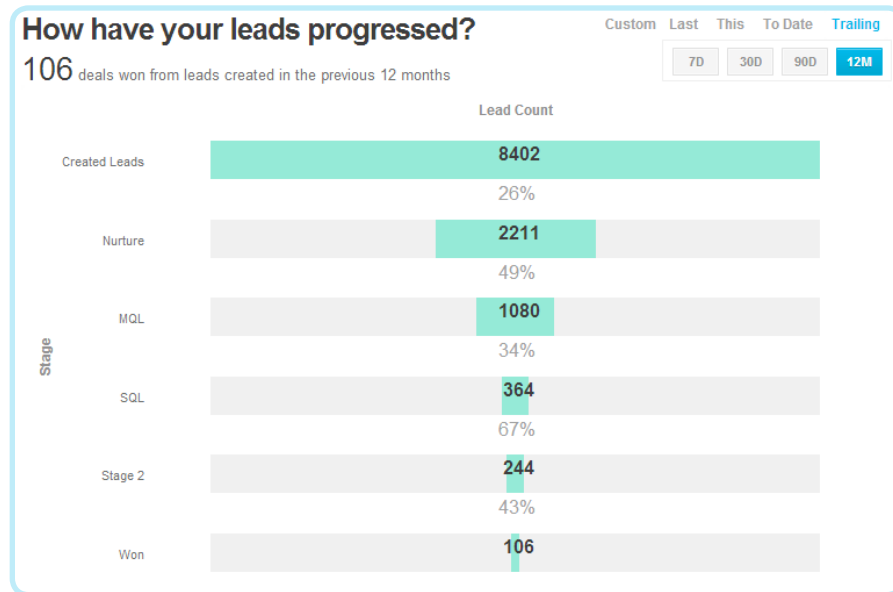 How have your leads progressed?
Custom Last This To Date Trailing
106 deals won from leads created in the previous 12 months
7D 30D 90D 12M
Lead Count
Created Leads 8402
26%
Nurture 2211
49%
MQL 1080
34%
Stage
SQL 364
67%
Stage 2 244
43%
Won 106